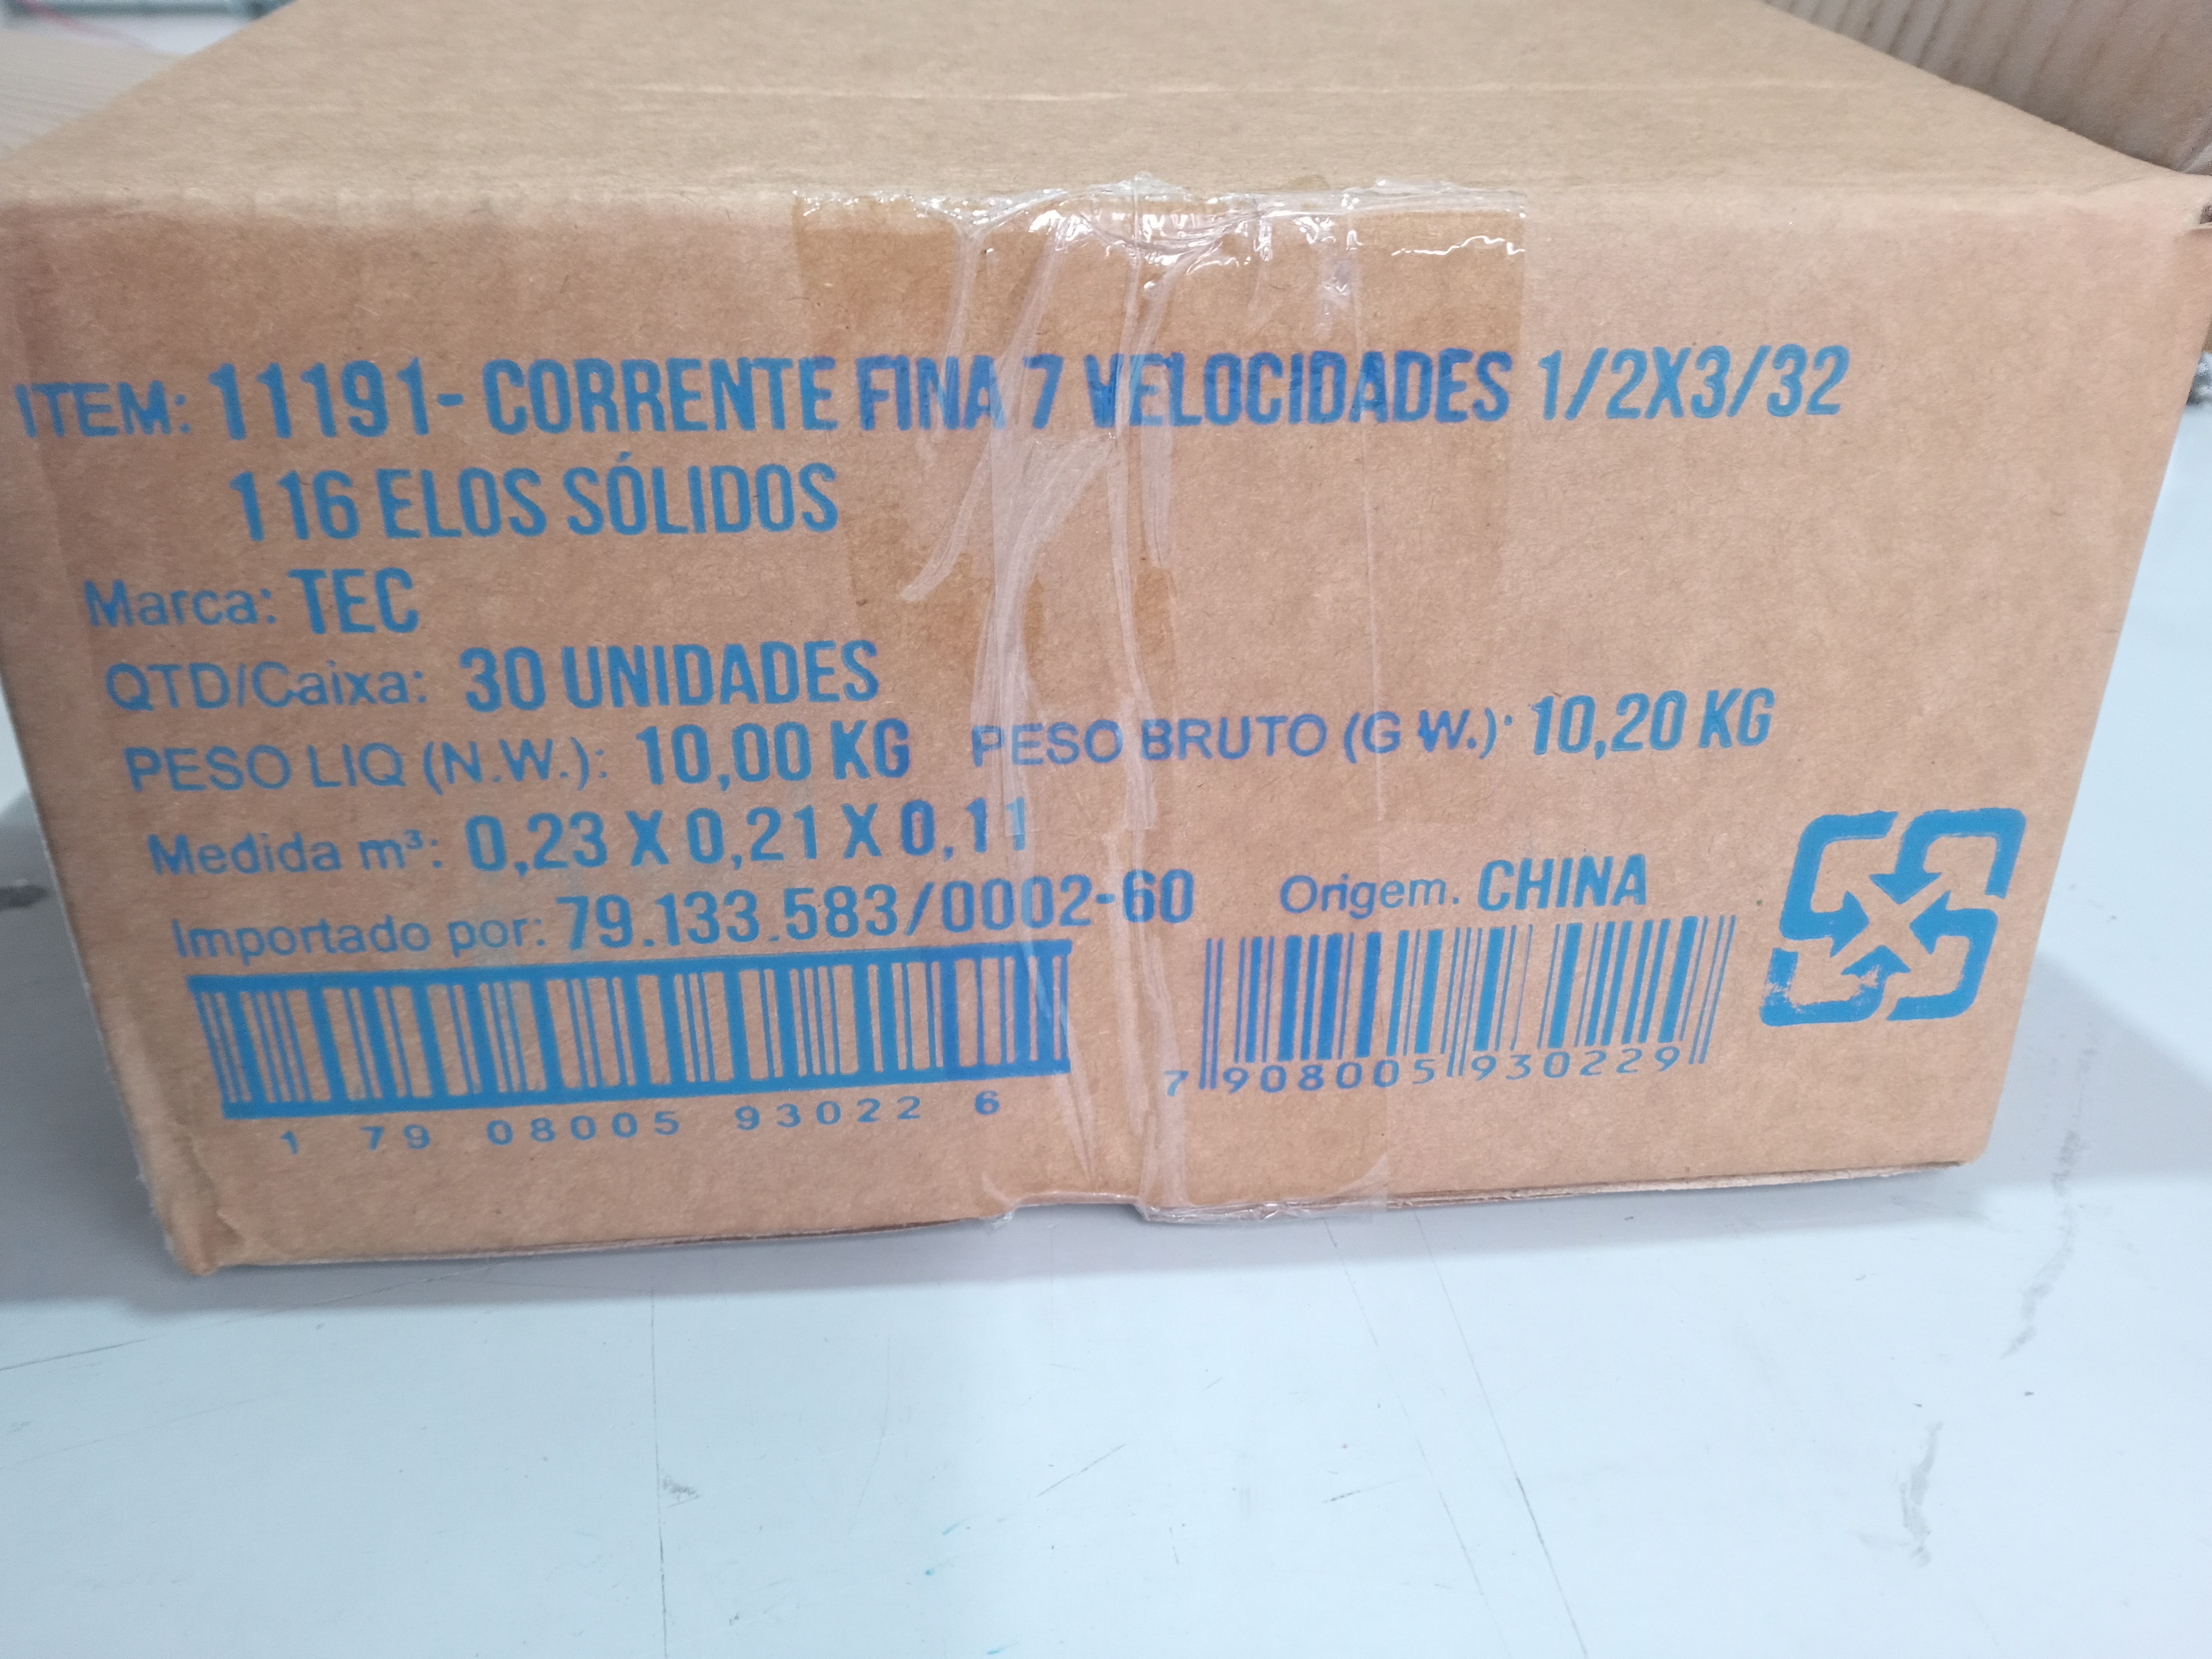 ITEM: 11191- CORRENTE FINA 7 VELOCIDADES 1/2X3/32
116 ELOS SÓLIDOS
Marca: TEC
QTD/Caixa: 30 UNIDADES
PESO LIQ (N.W.): 10,00 KG PESO BRUTO (G W.): 10,20 KG
Medida m³: 0,23 X 0,21 X 0,11
Importado por: 79.133.583/0002-60 Origem. CHINA
1 79 08005 93022 6
7 908005 930229